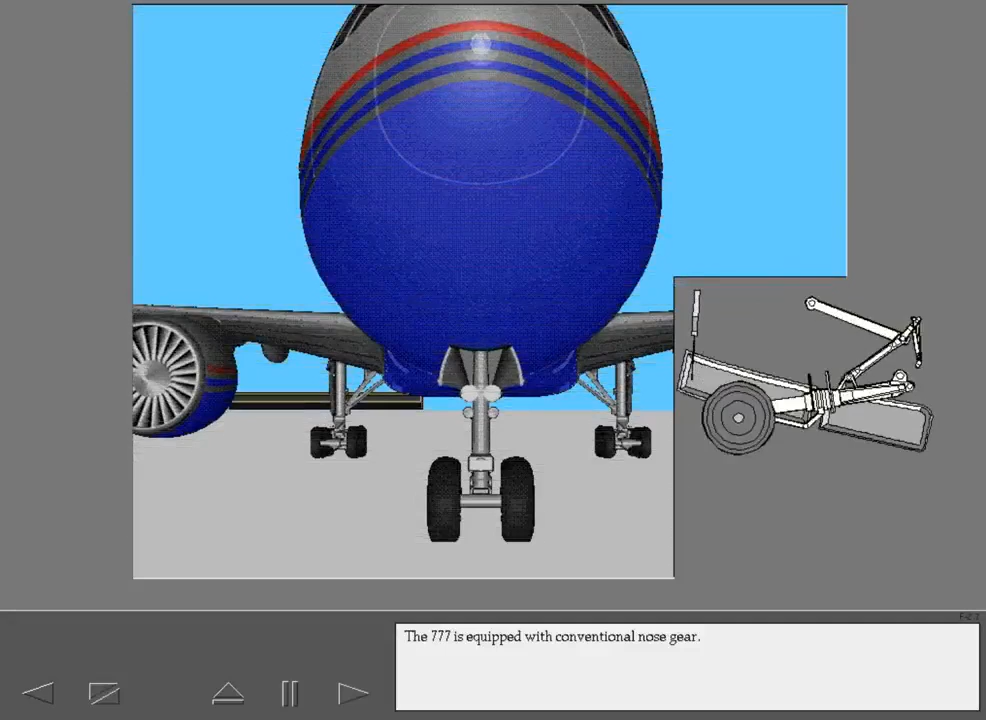 The 777 is equipped with conventional nose gear.